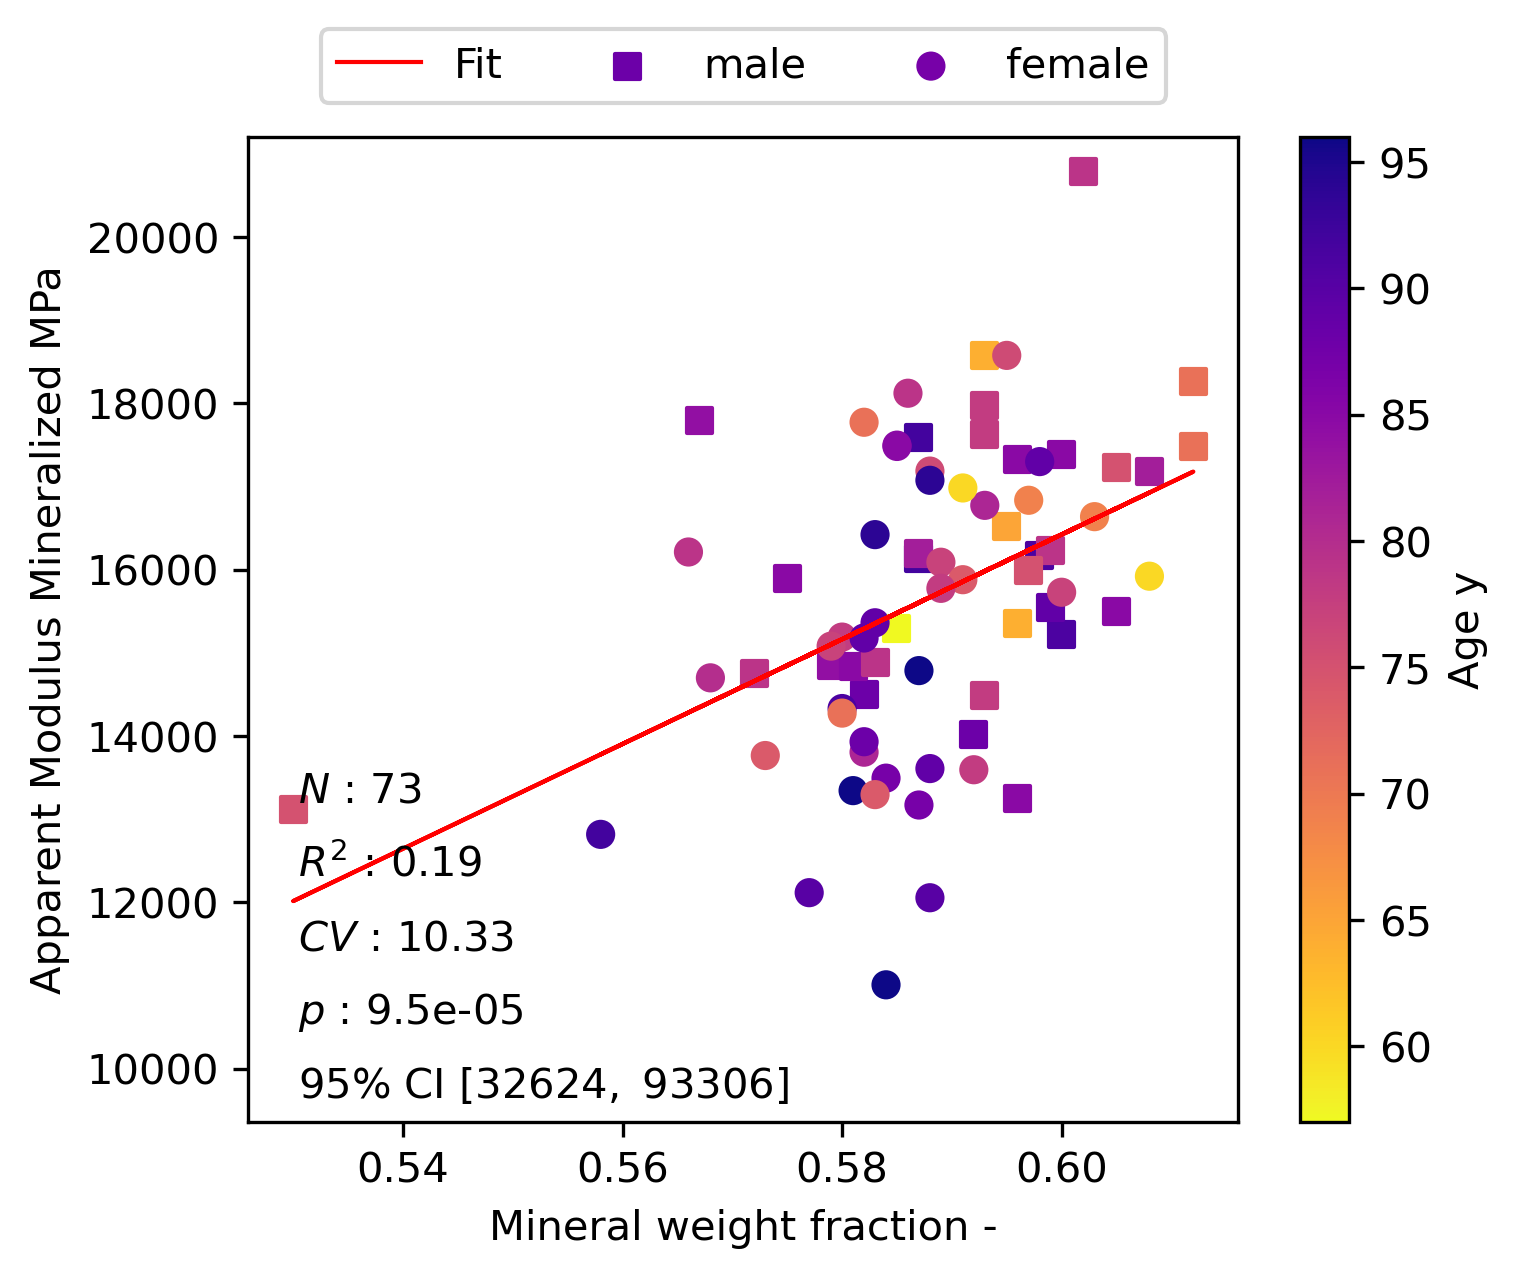 Fit male female
20000
18000
16000
14000
12000
10000
Apparent Modulus Mineralized MPa
N : 73
R² : 0.19
CV : 10.33
p : 9.5e-05
95% CI [32624, 93306]
0.54 0.56 0.58 0.60
Mineral weight fraction -
95
90
85
80
75
70
65
60
Age y